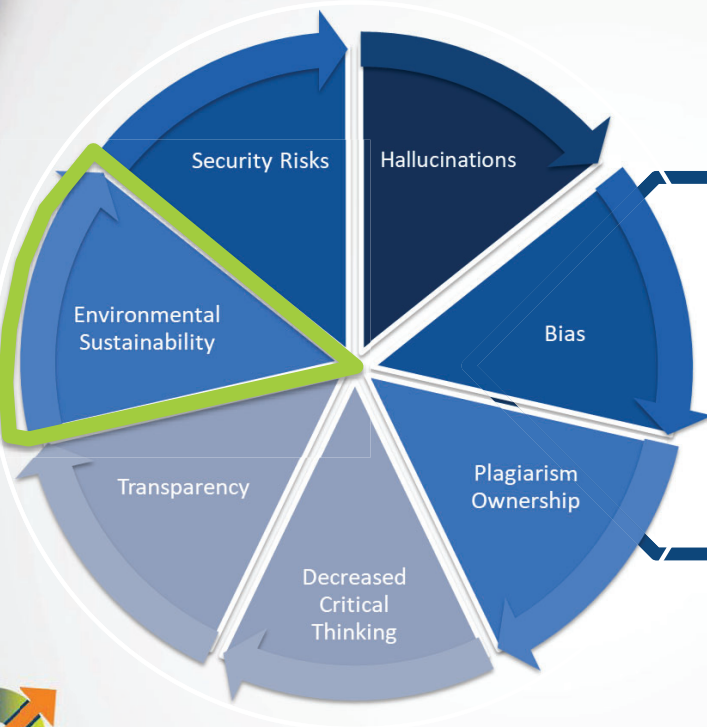 Security Risks
Hallucinations
Bias
Plagiarism
Ownership
Decreased
Critical
Thinking
Transparency
Environmental
Sustainability